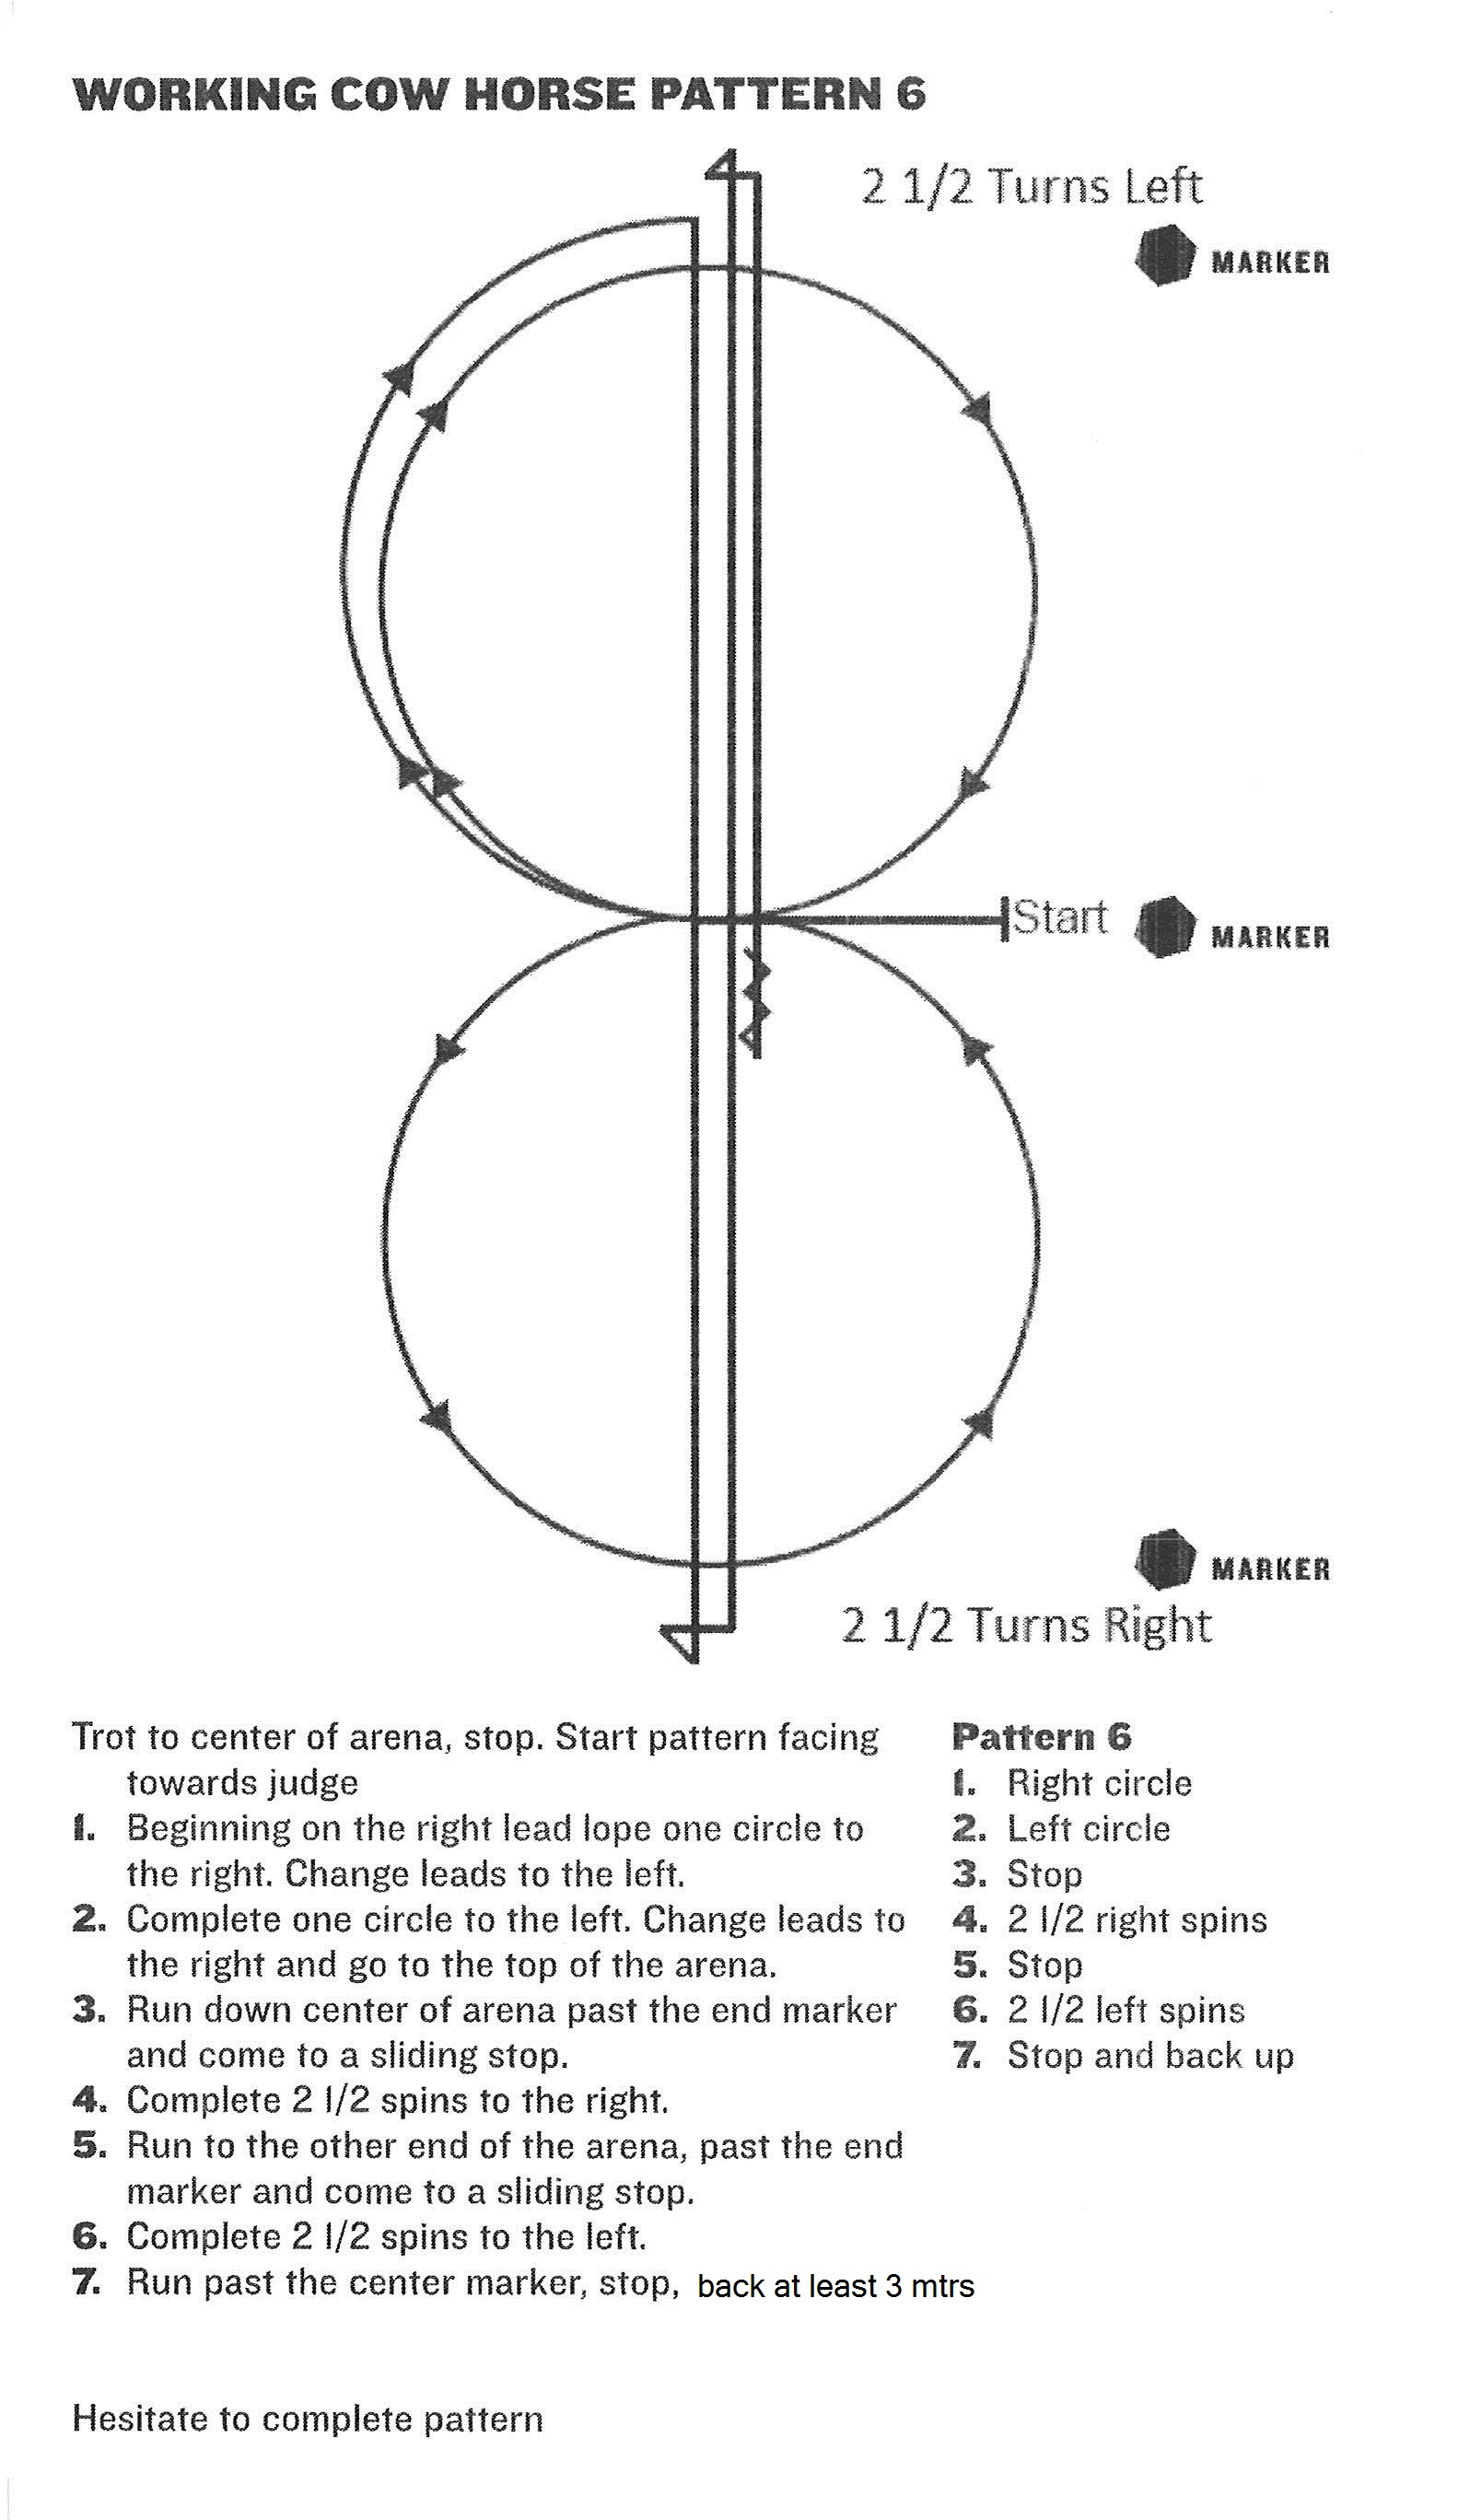 WORKING COW HORSE PATTERN 6
2 1/2 Turns Left
MARKER
Start
MARKER
MARKER
2 1/2 Turns Right
Trot to center of arena, stop. Start pattern facing
towards judge
1. Beginning on the right lead lope one circle to
the right. Change leads to the left.
2. Complete one circle to the left. Change leads to
the right and go to the top of the arena.
3. Run down center of arena past the end marker
and come to a sliding stop.
4. Complete 2 1/2 spins to the right.
5. Run to the other end of the arena, past the end
marker and come to a sliding stop.
6. Complete 2 1/2 spins to the left.
7. Run past the center marker, stop, back at least 3 mtrs
Hesitate to complete pattern
Pattern 6
1. Right circle
2. Left circle
3. Stop
4. 2 1/2 right spins
5. Stop
6. 2 1/2 left spins
7. Stop and back up